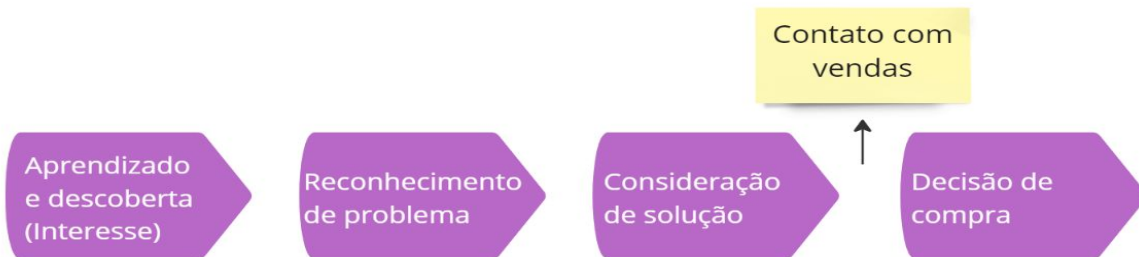 Contato com
vendas
Aprendizado
e descoberta
(Interesse)
Reconhecimento
de problema
Consideração
de solução
Decisão de
compra